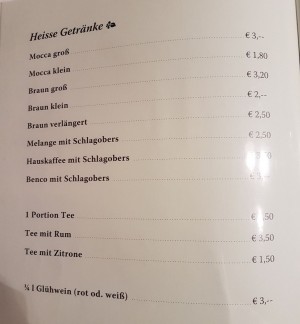 Heisse Getränke
Mocca groß € 3,--
Mocca klein € 1,80
Braun groß € 3,20
Braun klein € 2,--
Braun verlängert € 2,50
Melange mit Schlagobers € 2,50
Hauskaffee mit Schlagobers
Benco mit Schlagobers €
1 Portion Tee €
Tee mit Rum € 3,50
Tee mit Zitrone € 1,50
¼ l Glühwein (rot od. weiß) € 3,--